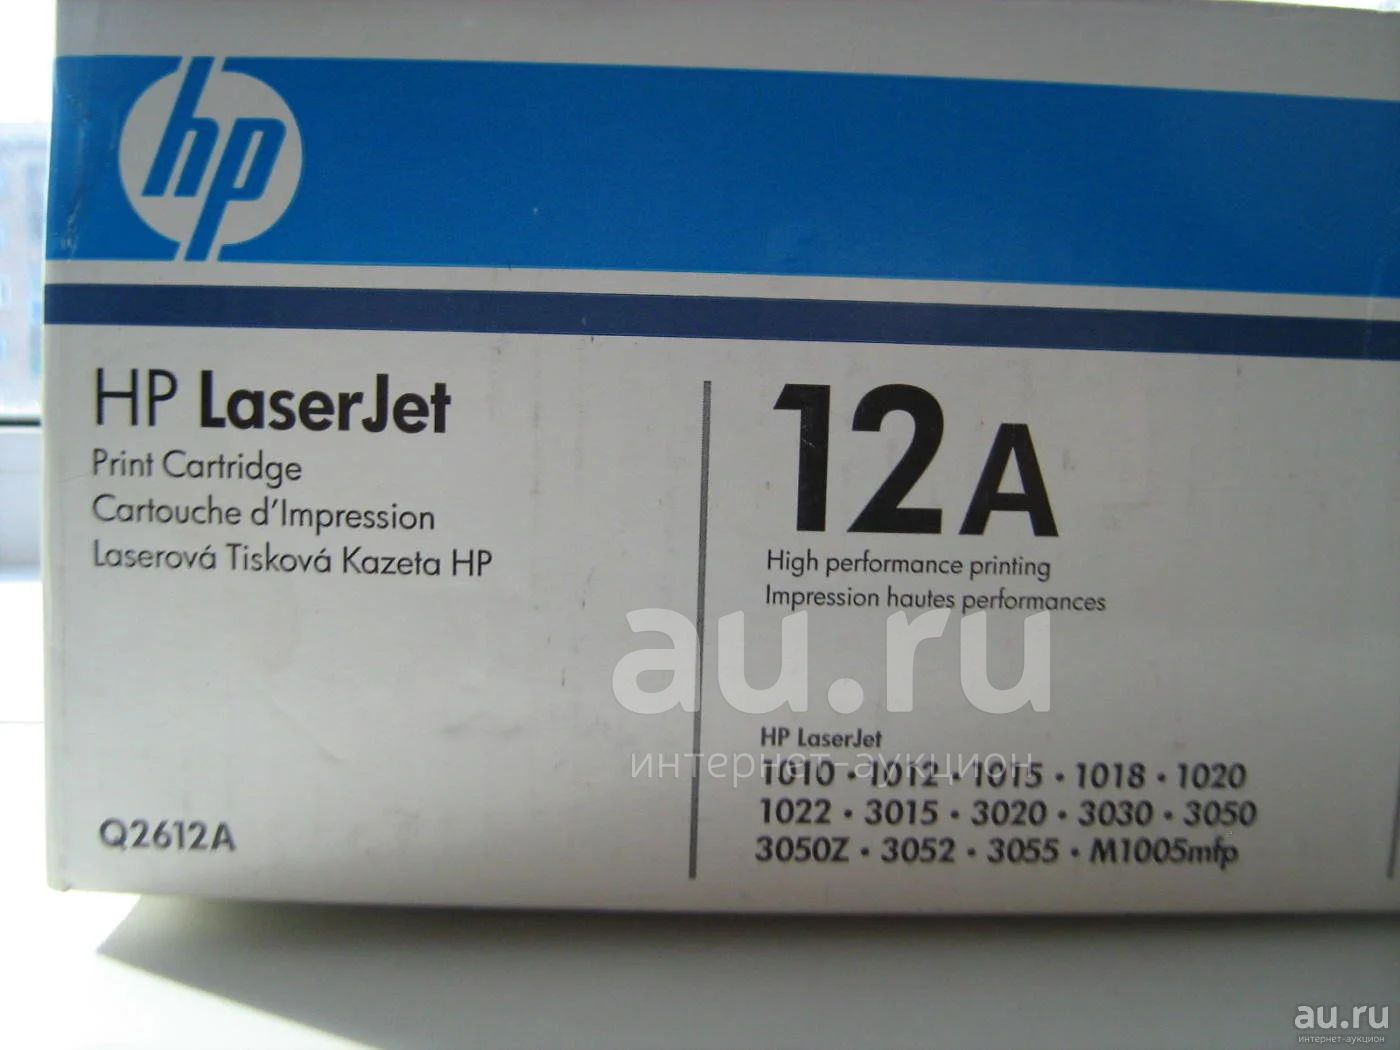 hp
HP LaserJet
Print Cartridge
Cartouche d'Impression
Laserová Tisková Kazeta HP
Q2612A
12A
High performance printing
Impression hautes performances
HP LaserJet
1010 • 1012 • 1015 • 1018 • 1020
1022 • 3015 • 3020 • 3030 • 3050
3050Z • 3052 • 3055 • M1005mfp
au.ru
интернет-аукцион
au.ru
интернет-аукцион